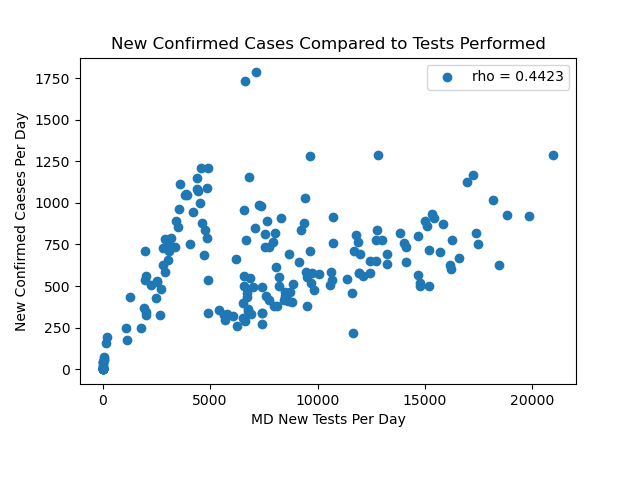 New Confirmed Cases Compared to Tests Performed
rho = 0.4423
New Confirmed Caeses Per Day
1750
1500
1250
1000
750
500
250
0
0 5000 10000 15000 20000
MD New Tests Per Day